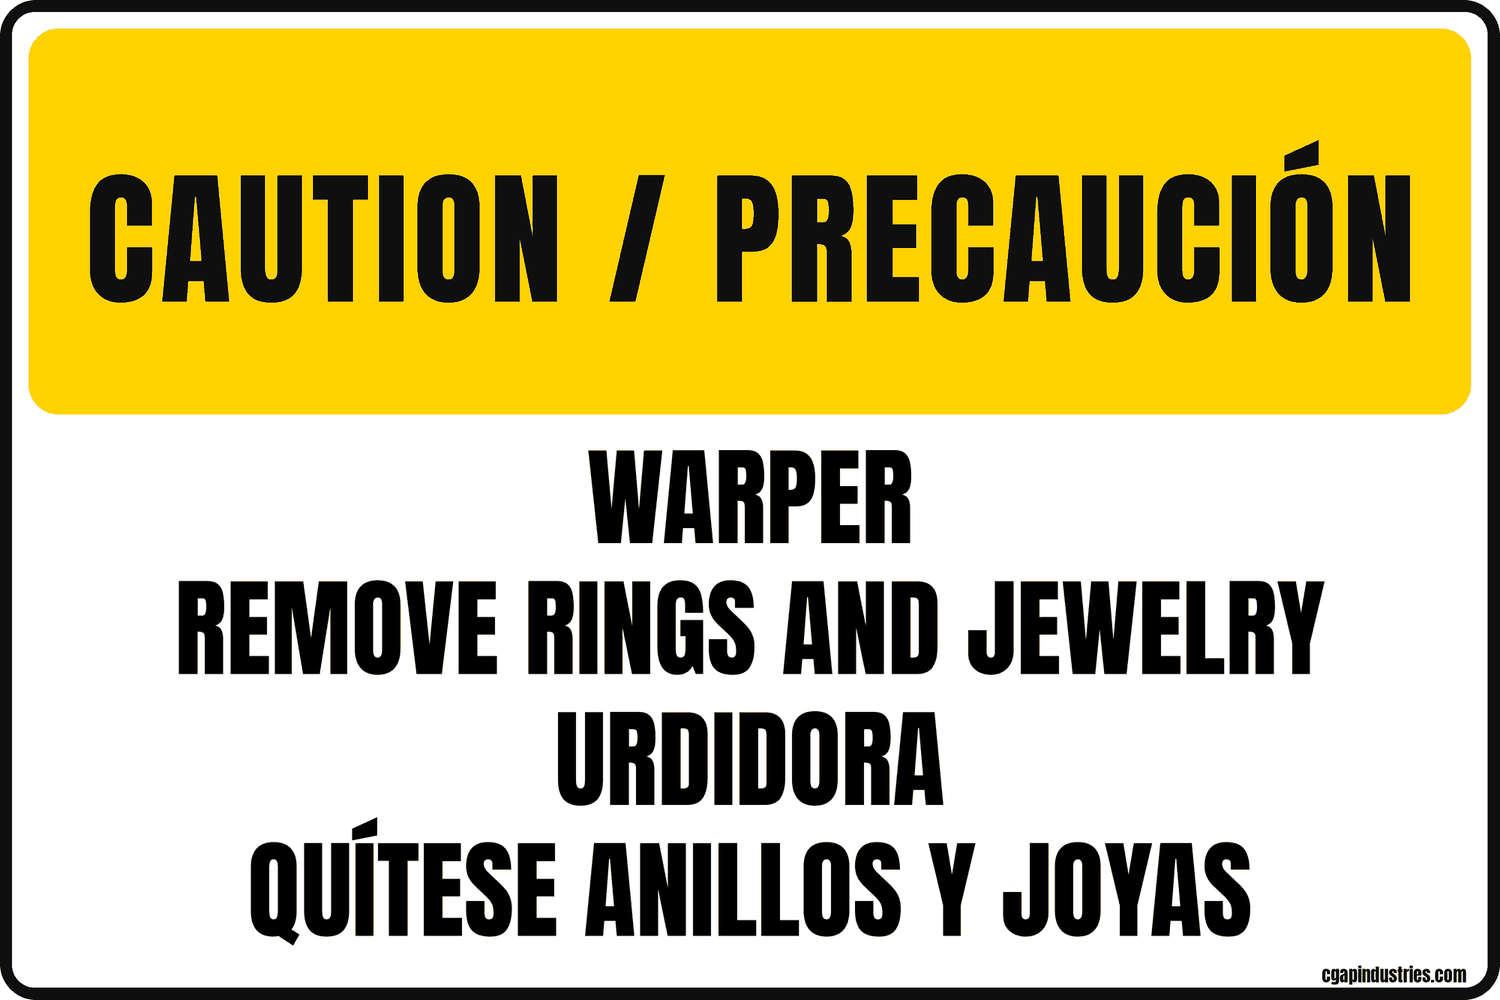 CAUTION / PRECAUCIÓN
WARPER
REMOVE RINGS AND JEWELRY
URDIDORA
QUÍTESE ANILLOS Y JOYAS
cgapindustries.com